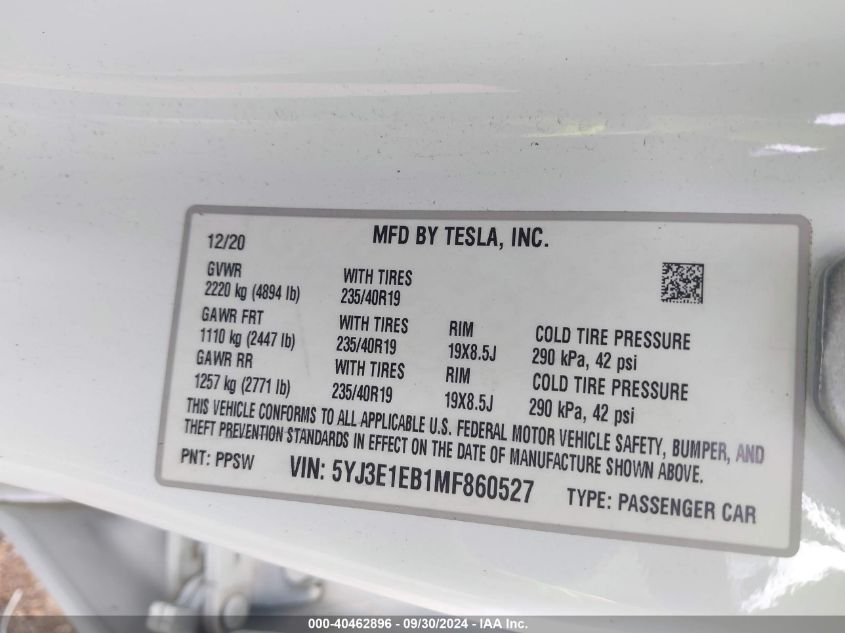 12/20 MFD BY TESLA, INC.
GVWR WITH TIRES
2220 kg (4894 lb) 235/40R19
GAWR FRT WITH TIRES RIM COLD TIRE PRESSURE
1110 kg (2447 lb) 235/40R19 19X8.5J 290 kPa, 42 psi
GAWR RR WITH TIRES RIM COLD TIRE PRESSURE
1257 kg (2771 lb) 235/40R19 19X8.5J 290 kPa, 42 psi
THIS VEHICLE CONFORMS TO ALL APPLICABLE U.S. FEDERAL MOTOR VEHICLE SAFETY, BUMPER, AND
THEFT PREVENTION STANDARDS IN EFFECT ON THE DATE OF MANUFACTURE SHOWN ABOVE.
PNT: PPSW VIN: 5YJ3E1EB1MF860527 TYPE: PASSENGER CAR
000-40462896 - 09/30/2024 - IAA Inc.